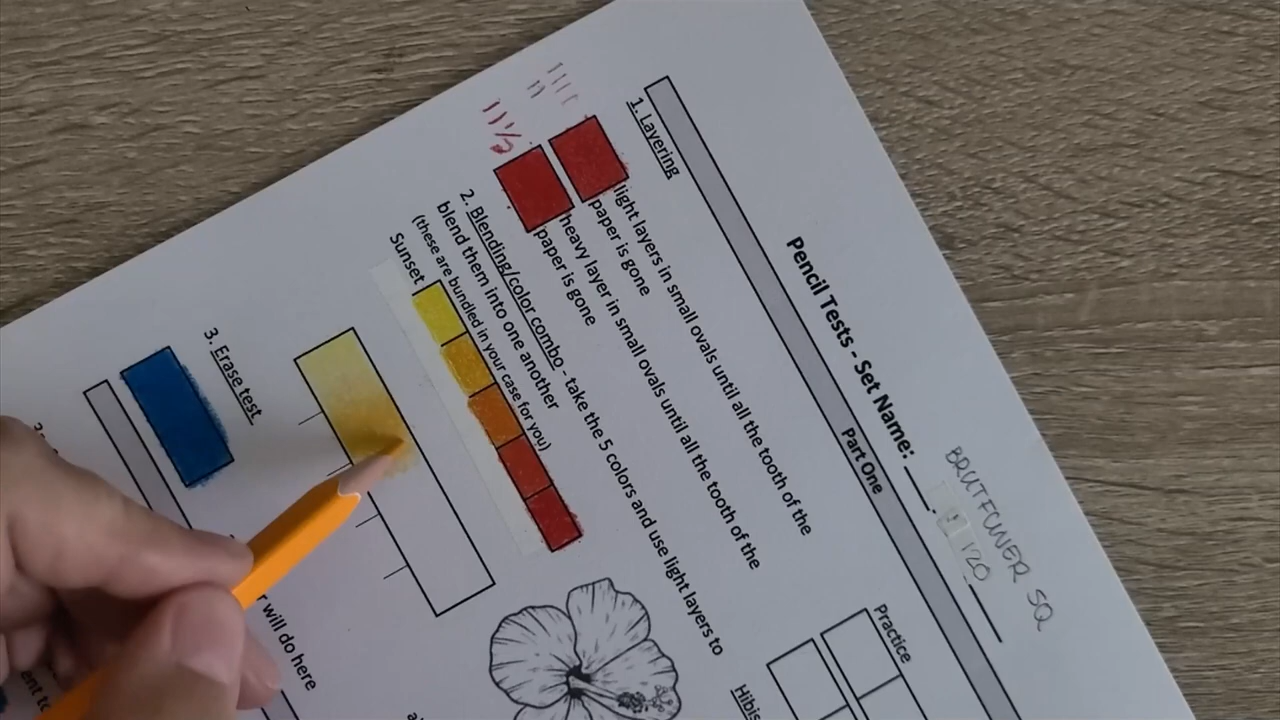 Pencil Tests - Set Name:
BRUTFUNER SQ
120
Part One
1. Layering
light layers in small ovals until all the tooth of the
paper is gone
heavy layer in small ovals until all the tooth of the
paper is gone
2. Blending/color combo - take the 5 colors and use light layers to
blend them into one another
(these are bundled in your case for you)
Sunset
3. Erase test
Practice
Hibis
will do here